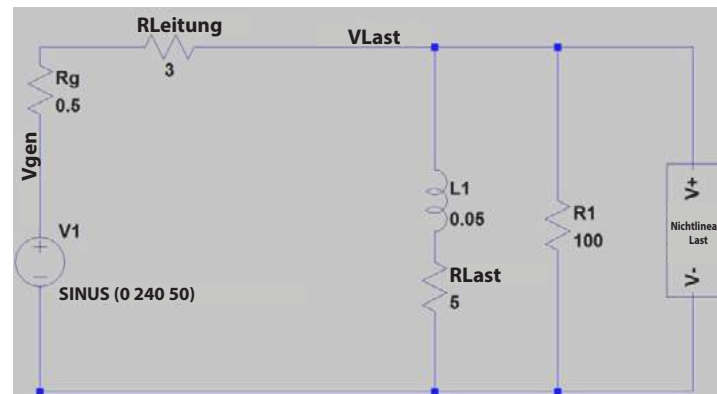 RLeitung
3
VLast
Rg
0.5
Vgen
V1
SINUS (0 240 50)
L1
0.05
RLast
5
R1
100
V+
Nichtlinea
Last
V-